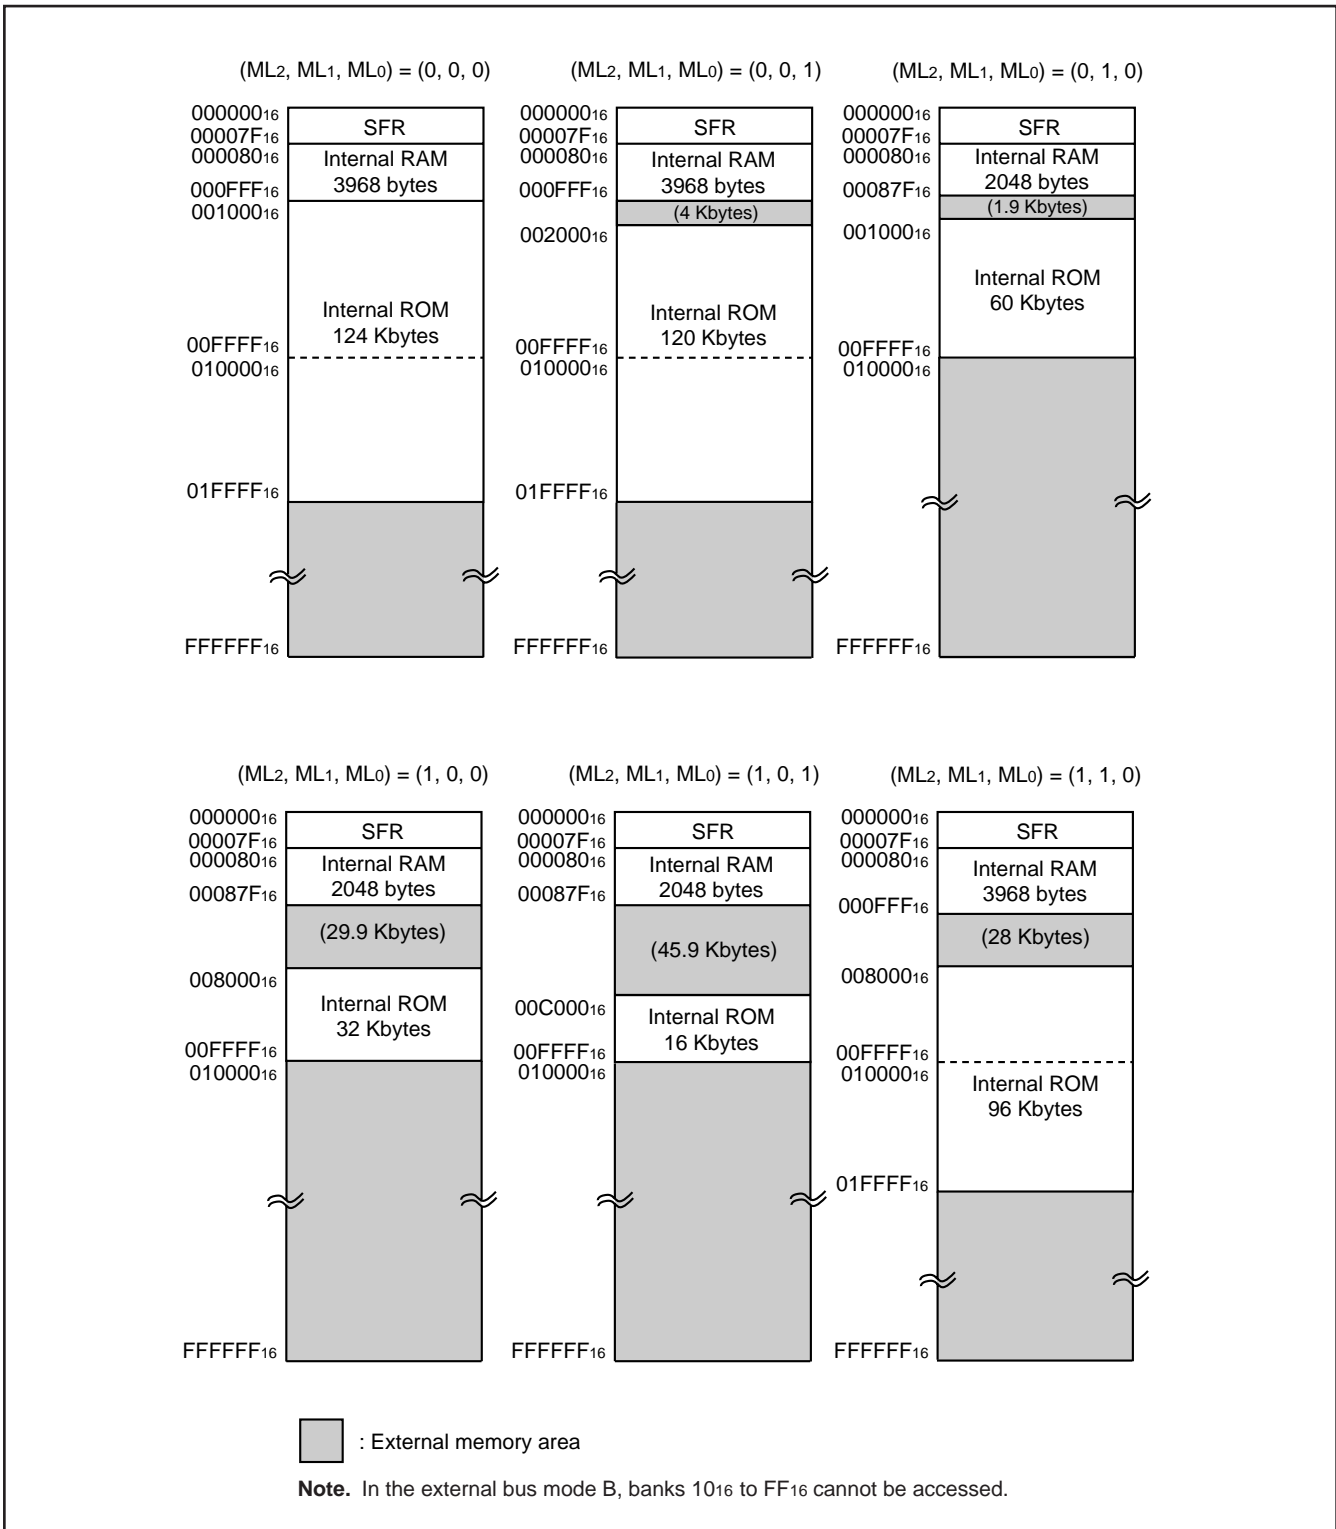 (ML2, ML1, ML0) = (0, 0, 0)
00000016
00007F16
00008016
000FFF16
00100016
00FFFF16
01000016
01FFFF16
FFFFFF16
SFR
Internal RAM
3968 bytes
Internal ROM
124 Kbytes
(ML2, ML1, ML0) = (0, 0, 1)
00000016
00007F16
00008016
000FFF16
00200016
00FFFF16
01000016
01FFFF16
FFFFFF16
SFR
Internal RAM
3968 bytes
(4 Kbytes)
Internal ROM
120 Kbytes
(ML2, ML1, ML0) = (0, 1, 0)
00000016
00007F16
00008016
00087F16
00100016
00FFFF16
01000016
FFFFFF16
SFR
Internal RAM
2048 bytes
(1.9 Kbytes)
Internal ROM
60 Kbytes
(ML2, ML1, ML0) = (1, 0, 0)
00000016
00007F16
00008016
00087F16
00800016
00FFFF16
01000016
FFFFFF16
SFR
Internal RAM
2048 bytes
(29.9 Kbytes)
Internal ROM
32 Kbytes
(ML2, ML1, ML0) = (1, 0, 1)
00000016
00007F16
00008016
00087F16
00C00016
00FFFF16
01000016
FFFFFF16
SFR
Internal RAM
2048 bytes
(45.9 Kbytes)
Internal ROM
16 Kbytes
(ML2, ML1, ML0) = (1, 1, 0)
00000016
00007F16
00008016
000FFF16
00800016
00FFFF16
01000016
01FFFF16
FFFFFF16
SFR
Internal RAM
3968 bytes
(28 Kbytes)
Internal ROM
96 Kbytes
: External memory area
Note. In the external bus mode B, banks 1016 to FF16 cannot be accessed.